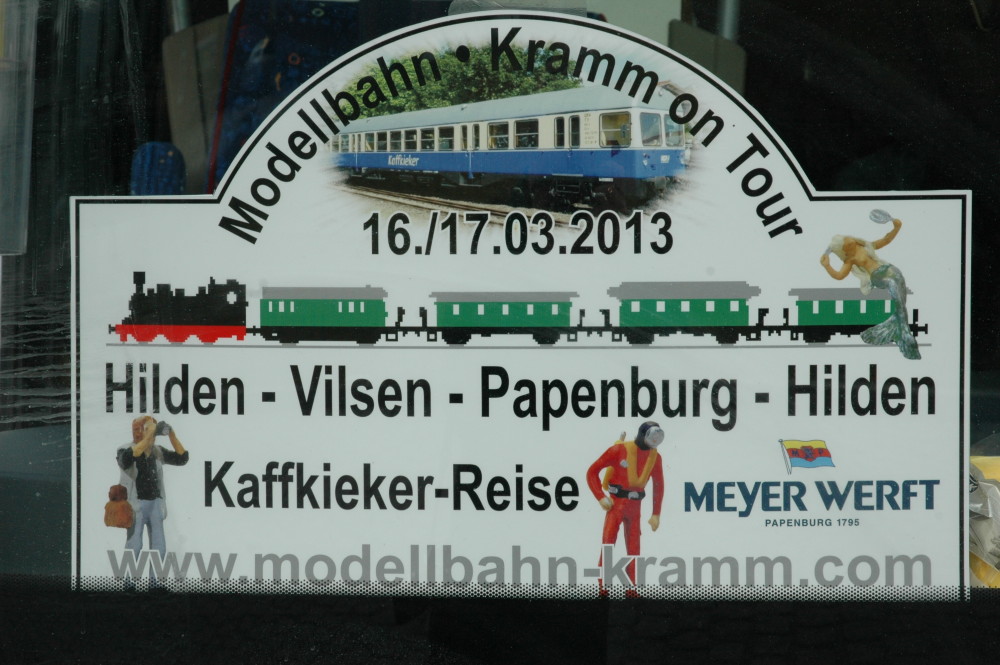 Modellbahn • Kramm on Tour
Kaffkieker
16./17.03.2013
Hilden - Vilsen - Papenburg - Hilden
Kaffkieker-Reise
MEYER WERFT
PAPENBURG 1795
www.modellbahn-kramm.com